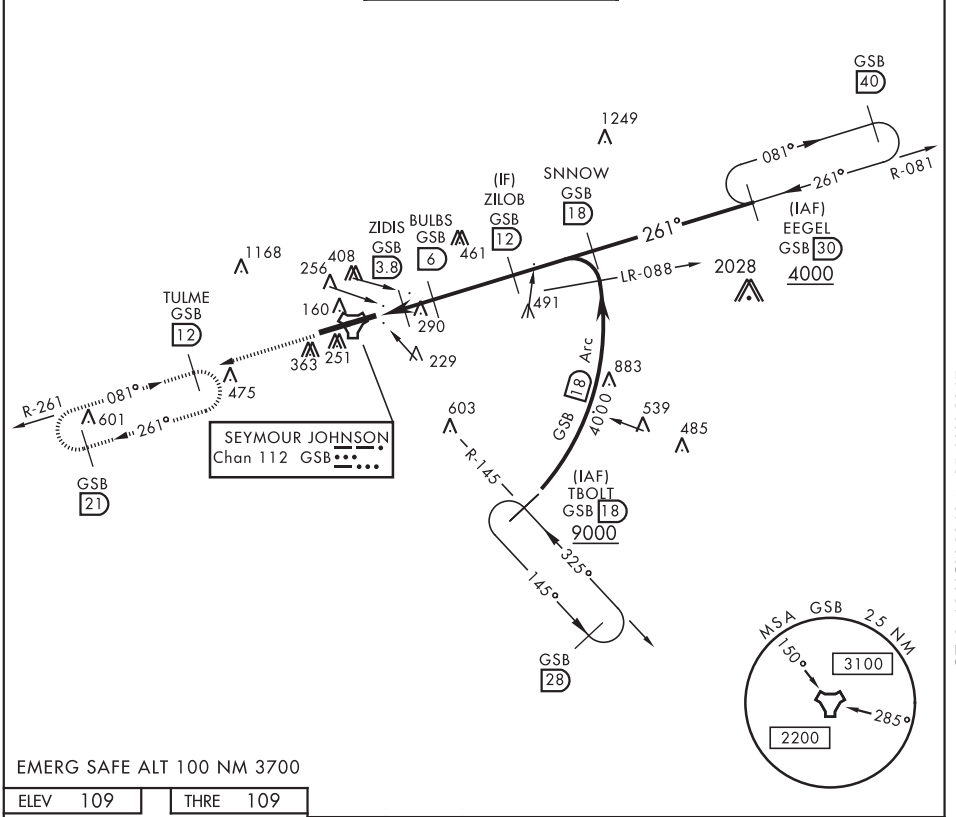 GSB
40
1249
081°
R-081
261°
SNNOW
GSB
18
(IF)
ZILOB
GSB
12
261°
(IAF)
EEGEL
GSB 30
4000
BULBS
GSB
6
461
ZIDIS
GSB
3.8
1168
408
256
LR-088
2028
TULME
GSB
12
160
491
290
363
251
229
475
Arc
GSB 18
4000
883
R-261
081°
601
261°
603
539
485
SEYMOUR JOHNSON
Chan 112 GSB
R-145
GSB
21
(IAF)
TBOLT
GSB 18
9000
325°
145°
GSB
28
MSA GSB 25 NM
150°
3100
285°
2200
EMERG SAFE ALT 100 NM 3700
ELEV 109
THRE 109